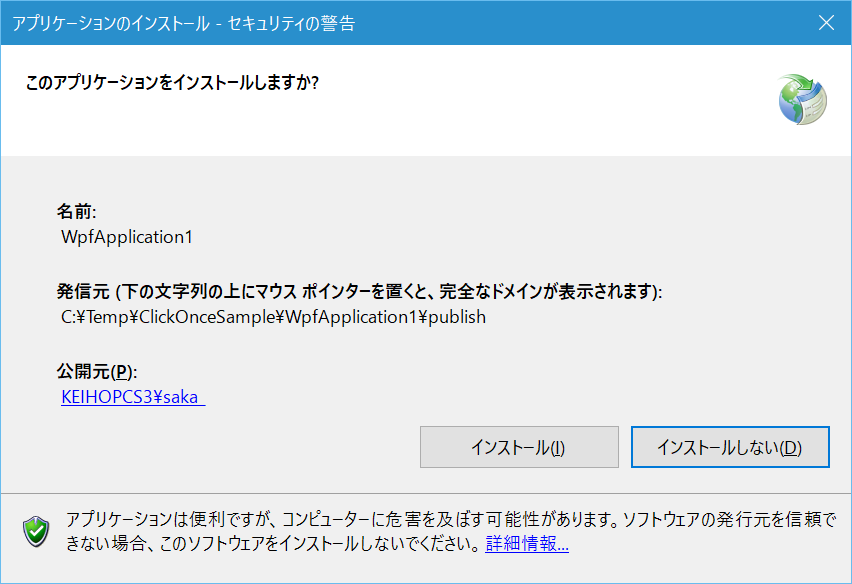 アプリケーションのインストール - セキュリティの警告
このアプリケーションをインストールしますか?
名前:
WpfApplication1
発信元 (下の文字列の上にマウス ポインターを置くと、完全なドメインが表示されます):
C:¥Temp¥ClickOnceSample¥WpfApplication1¥publish
公開元(P):
KEIHOPCS3¥saka
インストール(I)
インストールしない(D)
アプリケーションは便利ですが、コンピューターに危害を及ぼす可能性があります。ソフトウェアの発行元を信頼で
きない場合、このソフトウェアをインストールしないでください。詳細情報...